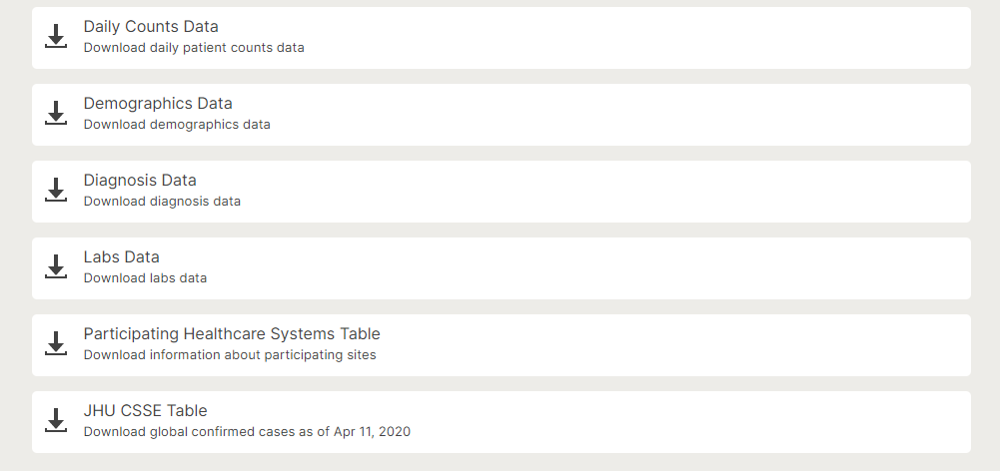 Daily Counts Data
Download daily patient counts data
Demographics Data
Download demographics data
Diagnosis Data
Download diagnosis data
Labs Data
Download labs data
Participating Healthcare Systems Table
Download information about participating sites
JHU CSSE Table
Download global confirmed cases as of Apr 11, 2020